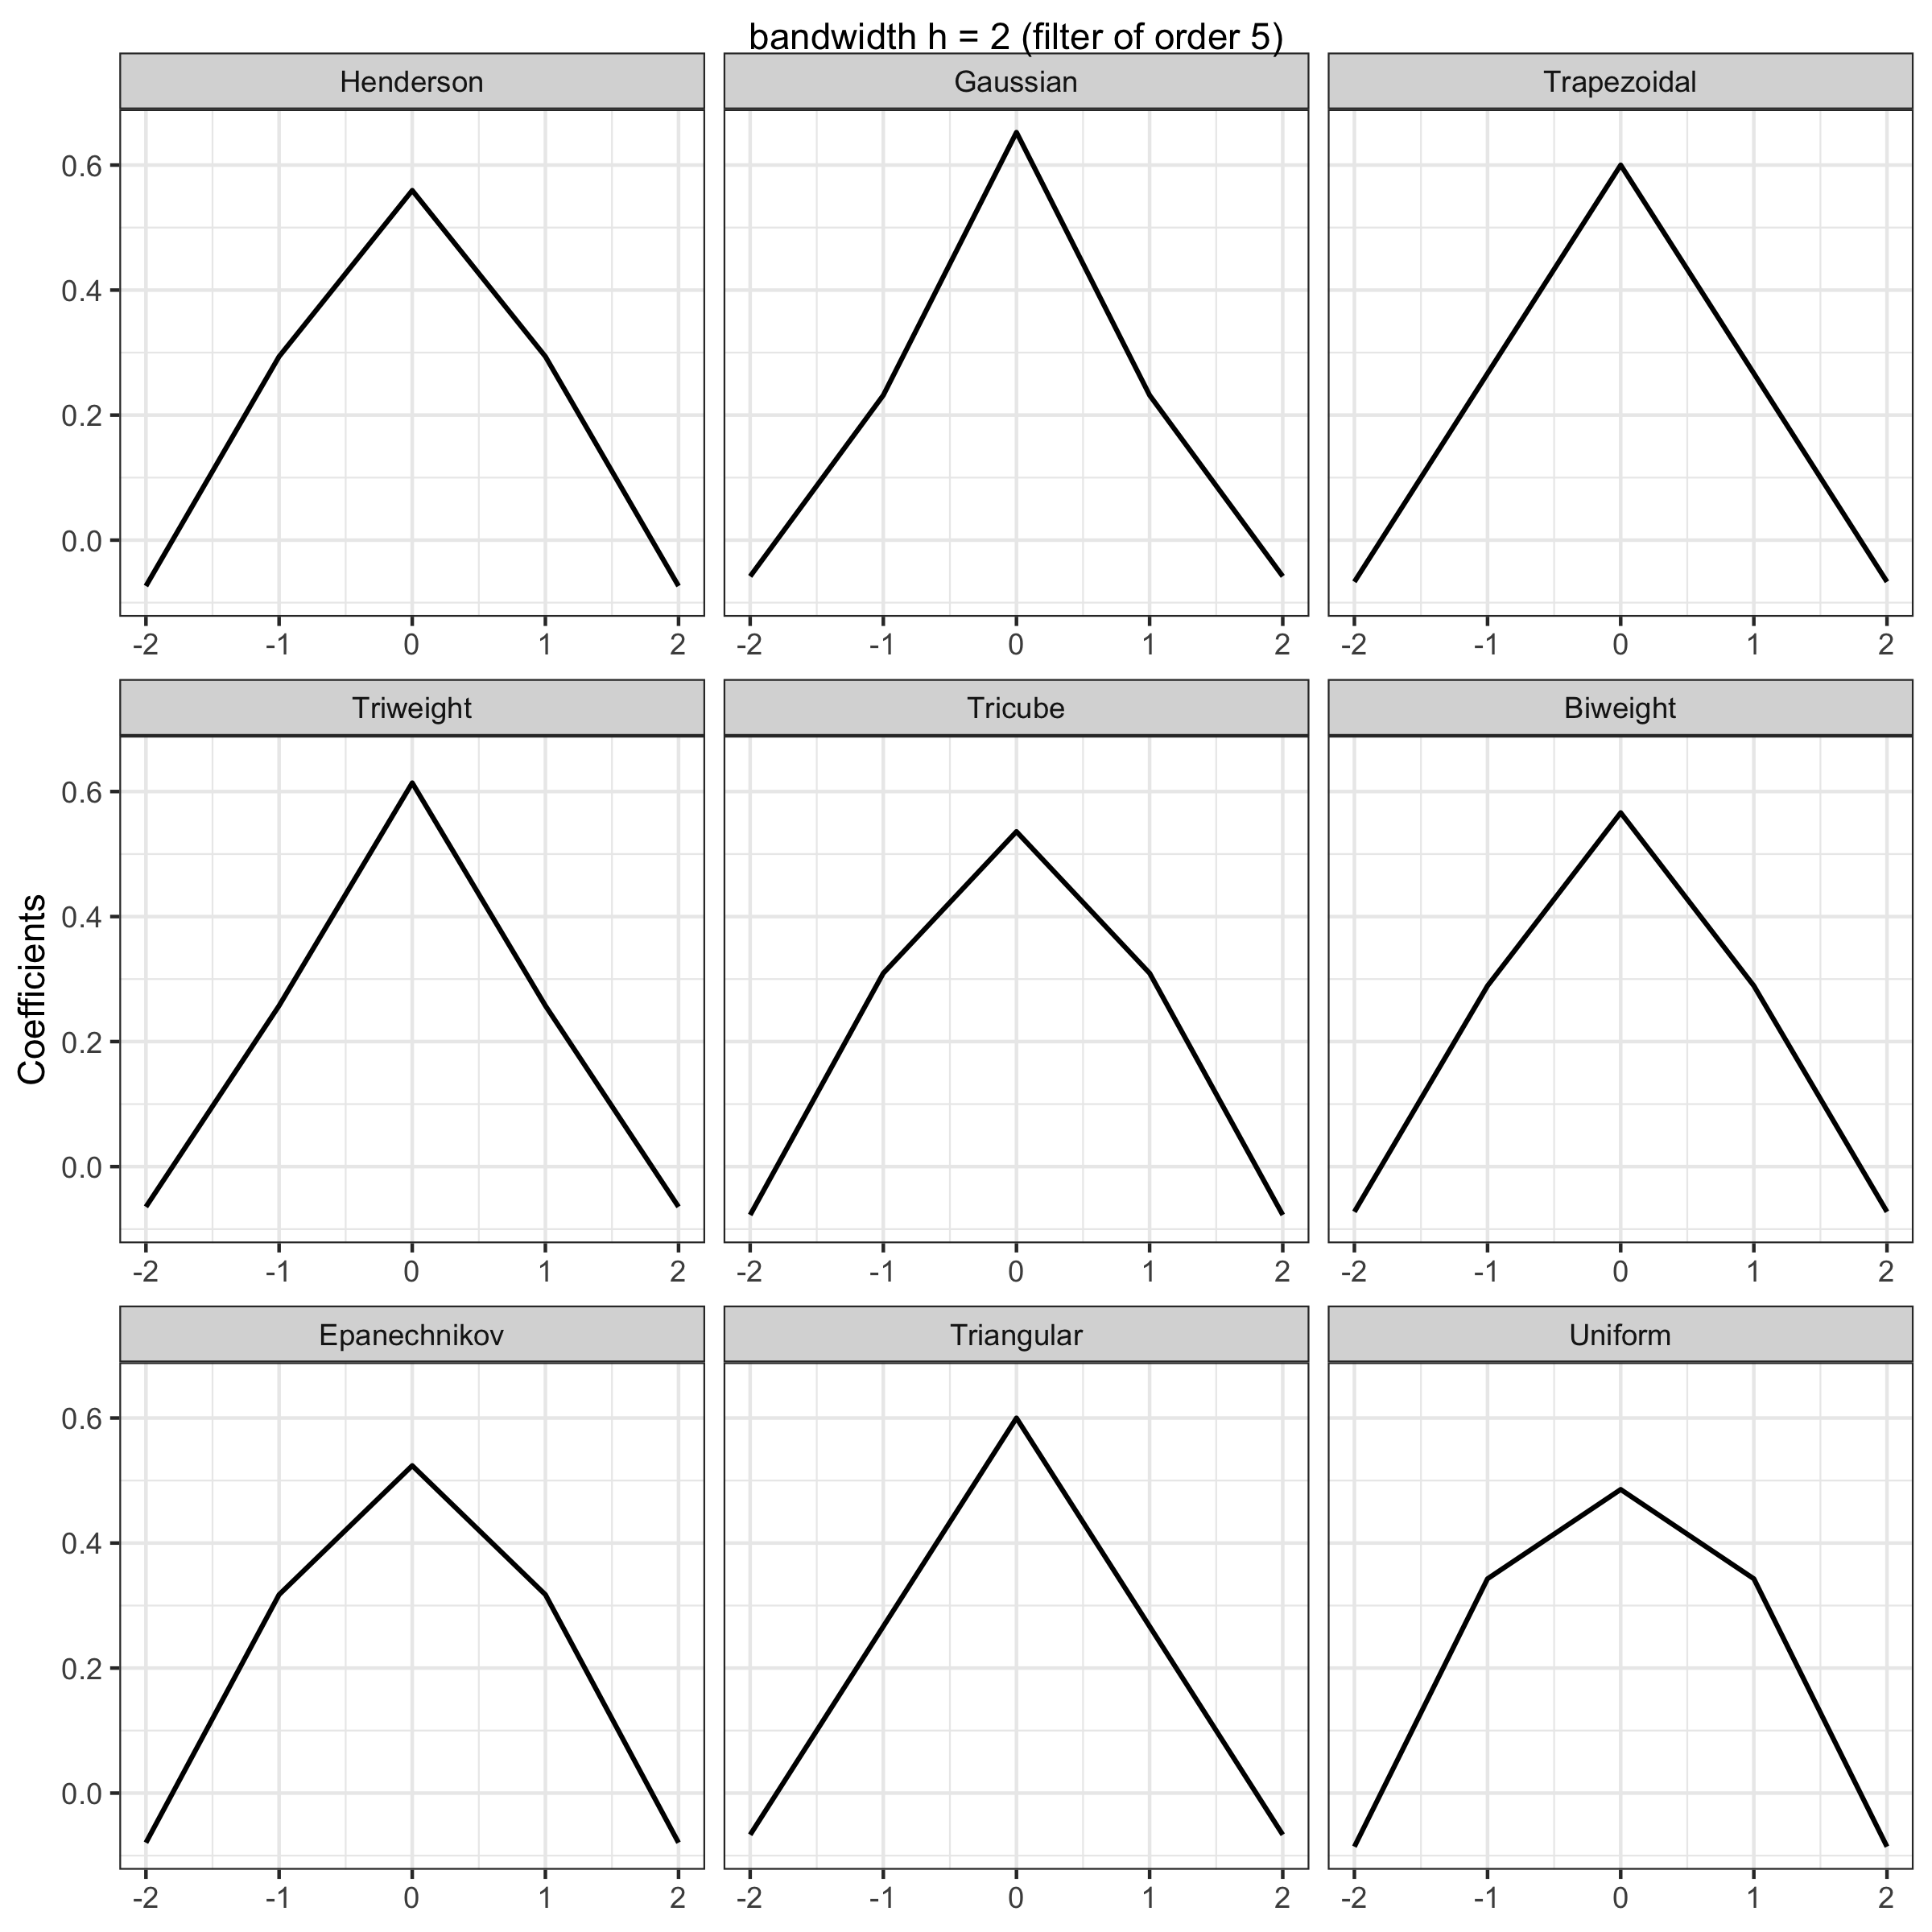 bandwidth h = 2 (filter of order 5)
Henderson Gaussian Trapezoidal
0.6
0.4
0.2
0.0
-2 -1 0 1 2 -2 -1 0 1 2 -2 -1 0 1 2
Triweight Tricube Biweight
Coefficients
0.6
0.4
0.2
0.0
-2 -1 0 1 2 -2 -1 0 1 2 -2 -1 0 1 2
Epanechnikov Triangular Uniform
0.6
0.4
0.2
0.0
-2 -1 0 1 2 -2 -1 0 1 2 -2 -1 0 1 2